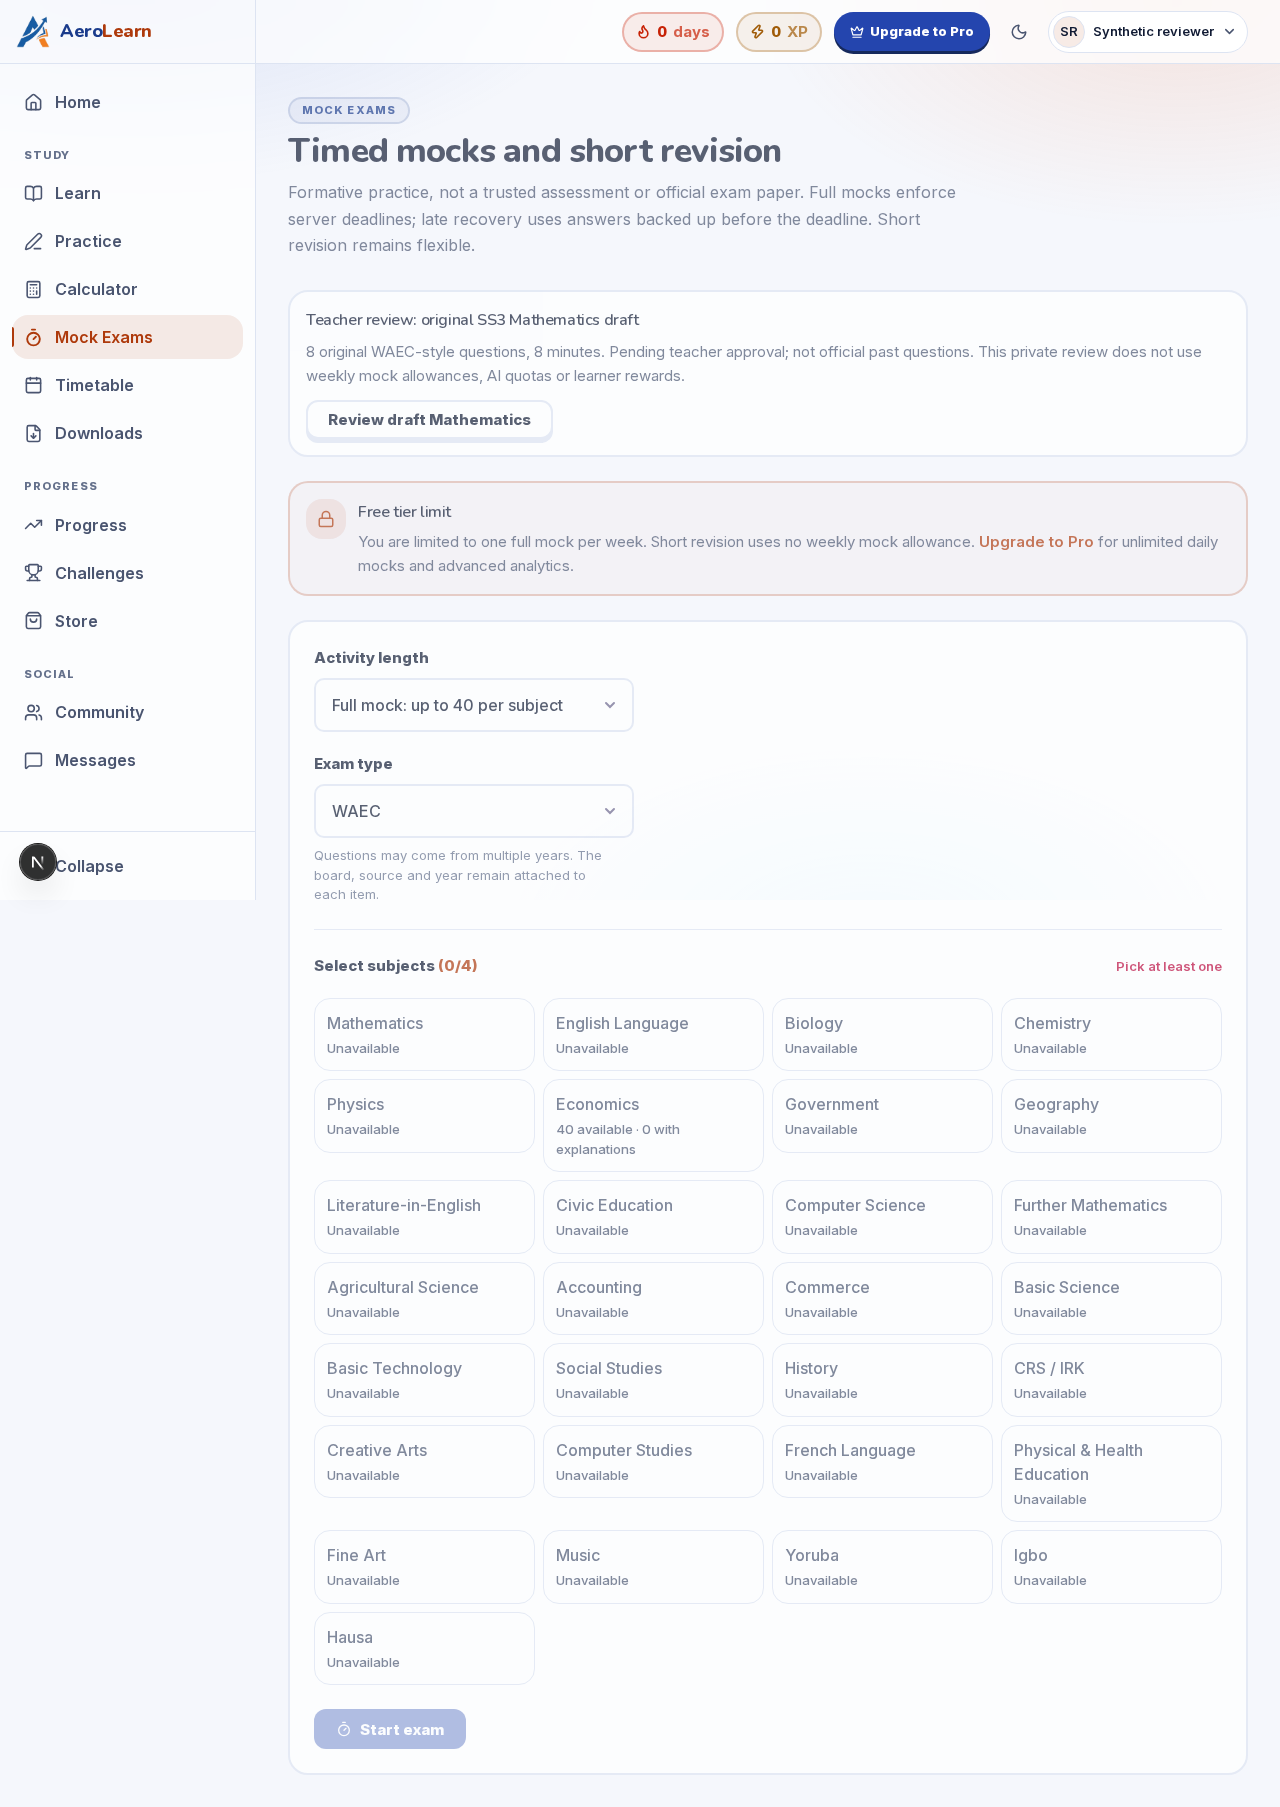 AeroLearn
0 days
0 XP
Upgrade to Pro
SR Synthetic reviewer
Home
STUDY
Learn
Practice
Calculator
Mock Exams
Timetable
Downloads
PROGRESS
Progress
Challenges
Store
SOCIAL
Community
Messages
N
Collapse
MOCK EXAMS
Timed mocks and short revision
Formative practice, not a trusted assessment or official exam paper. Full mocks enforce
server deadlines; late recovery uses answers backed up before the deadline. Short
revision remains flexible.
Teacher review: original SS3 Mathematics draft
8 original WAEC-style questions, 8 minutes. Pending teacher approval; not official past questions. This private review does not use
weekly mock allowances, AI quotas or learner rewards.
Review draft Mathematics
Free tier limit
You are limited to one full mock per week. Short revision uses no weekly mock allowance. Upgrade to Pro for unlimited daily
mocks and advanced analytics.
Activity length
Full mock: up to 40 per subject
Exam type
WAEC
Questions may come from multiple years. The
board, source and year remain attached to
each item.
Select subjects (0/4)
Pick at least one
Mathematics
Unavailable
English Language
Unavailable
Biology
Unavailable
Chemistry
Unavailable
Physics
Unavailable
Economics
40 available · 0 with
explanations
Government
Unavailable
Geography
Unavailable
Literature-in-English
Unavailable
Civic Education
Unavailable
Computer Science
Unavailable
Further Mathematics
Unavailable
Agricultural Science
Unavailable
Accounting
Unavailable
Commerce
Unavailable
Basic Science
Unavailable
Basic Technology
Unavailable
Social Studies
Unavailable
History
Unavailable
CRS / IRK
Unavailable
Creative Arts
Unavailable
Computer Studies
Unavailable
French Language
Unavailable
Physical & Health
Education
Unavailable
Fine Art
Unavailable
Music
Unavailable
Yoruba
Unavailable
Igbo
Unavailable
Hausa
Unavailable
Start exam